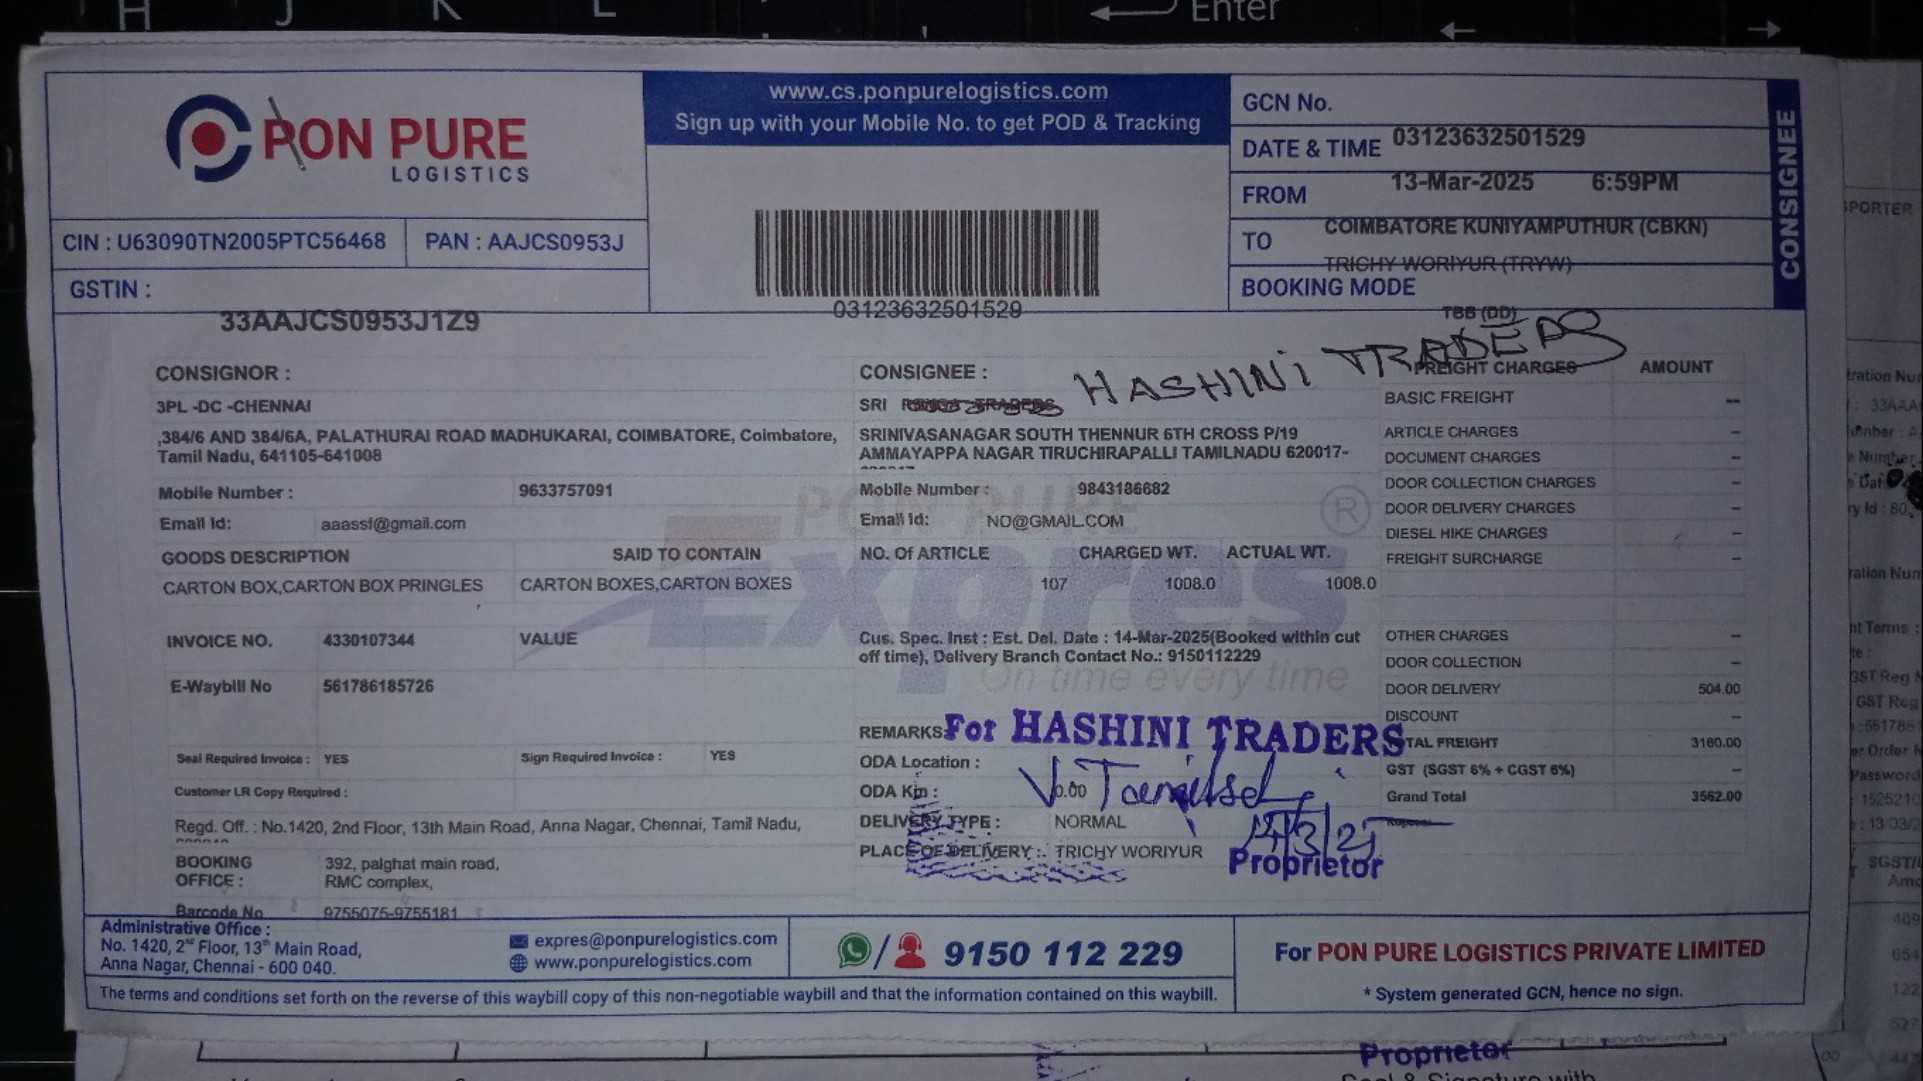 H J K L Enter
PON PURE
LOGISTICS
www.cs.ponpurelogistics.com
Sign up with your Mobile No. to get POD & Tracking
CIN : U63090TN2005PTC56468
PAN : AAJCS0953J
GSTIN :
33AAJCS0953J1Z9
03123632501529
GCN No.
DATE & TIME 03123632501529
FROM 13-Mar-2025 6:59PM
TO COIMBATORE KUNIYAMPUTHUR (CBKN)
TRICHY WORIYUR (TRYW)
BOOKING MODE
TBB (DD)
CONSIGNEE
CONSIGNOR :
3PL -DC -CHENNAI
,384/6 AND 384/6A, PALATHURAI ROAD MADHUKARAI, COIMBATORE, Coimbatore,
Tamil Nadu, 641105-641008
Mobile Number : 9633757091
Email Id: aaassf@gmail.com
CONSIGNEE :
HASHINI TRADERS
SRI
SRINIVASANAGAR SOUTH THENNUR 6TH CROSS P/19
AMMAYAPPA NAGAR TIRUCHIRAPALLI TAMILNADU 620017-
Mobile Number : 9843186682
Email Id: NO@GMAIL.COM
GOODS DESCRIPTION SAID TO CONTAIN NO. Of ARTICLE CHARGED WT. ACTUAL WT.
CARTON BOX,CARTON BOX PRINGLES CARTON BOXES,CARTON BOXES 107 1008.0 1008.0
PON PURE
Expres ®
On time every time
INVOICE NO. 4330107344 VALUE
E-Waybill No 561786185726
Cus. Spec. Inst : Est. Del. Date : 14-Mar-2025(Booked within cut
off time), Delivery Branch Contact No.: 9150112229
Seal Required Invoice : YES Sign Required Invoice : YES
Customer LR Copy Required :
Regd. Off. : No.1420, 2nd Floor, 13th Main Road, Anna Nagar, Chennai, Tamil Nadu,
BOOKING OFFICE : 392, palghat main road,
RMC complex,
Barcode No 9755075-9755181
REMARKS
For HASHINI TRADERS
ODA Location :
ODA Km : 0.00
DELIVERY TYPE : NORMAL
PLACE OF DELIVERY : TRICHY WORIYUR
Proprietor
FREIGHT CHARGES AMOUNT
BASIC FREIGHT --
ARTICLE CHARGES --
DOCUMENT CHARGES --
DOOR COLLECTION CHARGES --
DOOR DELIVERY CHARGES --
DIESEL HIKE CHARGES --
FREIGHT SURCHARGE --
OTHER CHARGES --
DOOR COLLECTION --
DOOR DELIVERY 504.00
DISCOUNT --
TAL FREIGHT 3160.00
GST (SGST 6% + CGST 6%) --
Grand Total 3562.00
Administrative Office :
No. 1420, 2nd Floor, 13th Main Road,
Anna Nagar, Chennai - 600 040.
expres@ponpurelogistics.com
www.ponpurelogistics.com
/ 9150 112 229
For PON PURE LOGISTICS PRIVATE LIMITED
The terms and conditions set forth on the reverse of this waybill copy of this non-negotiable waybill and that the information contained on this waybill.
* System generated GCN, hence no sign.
Proprietor